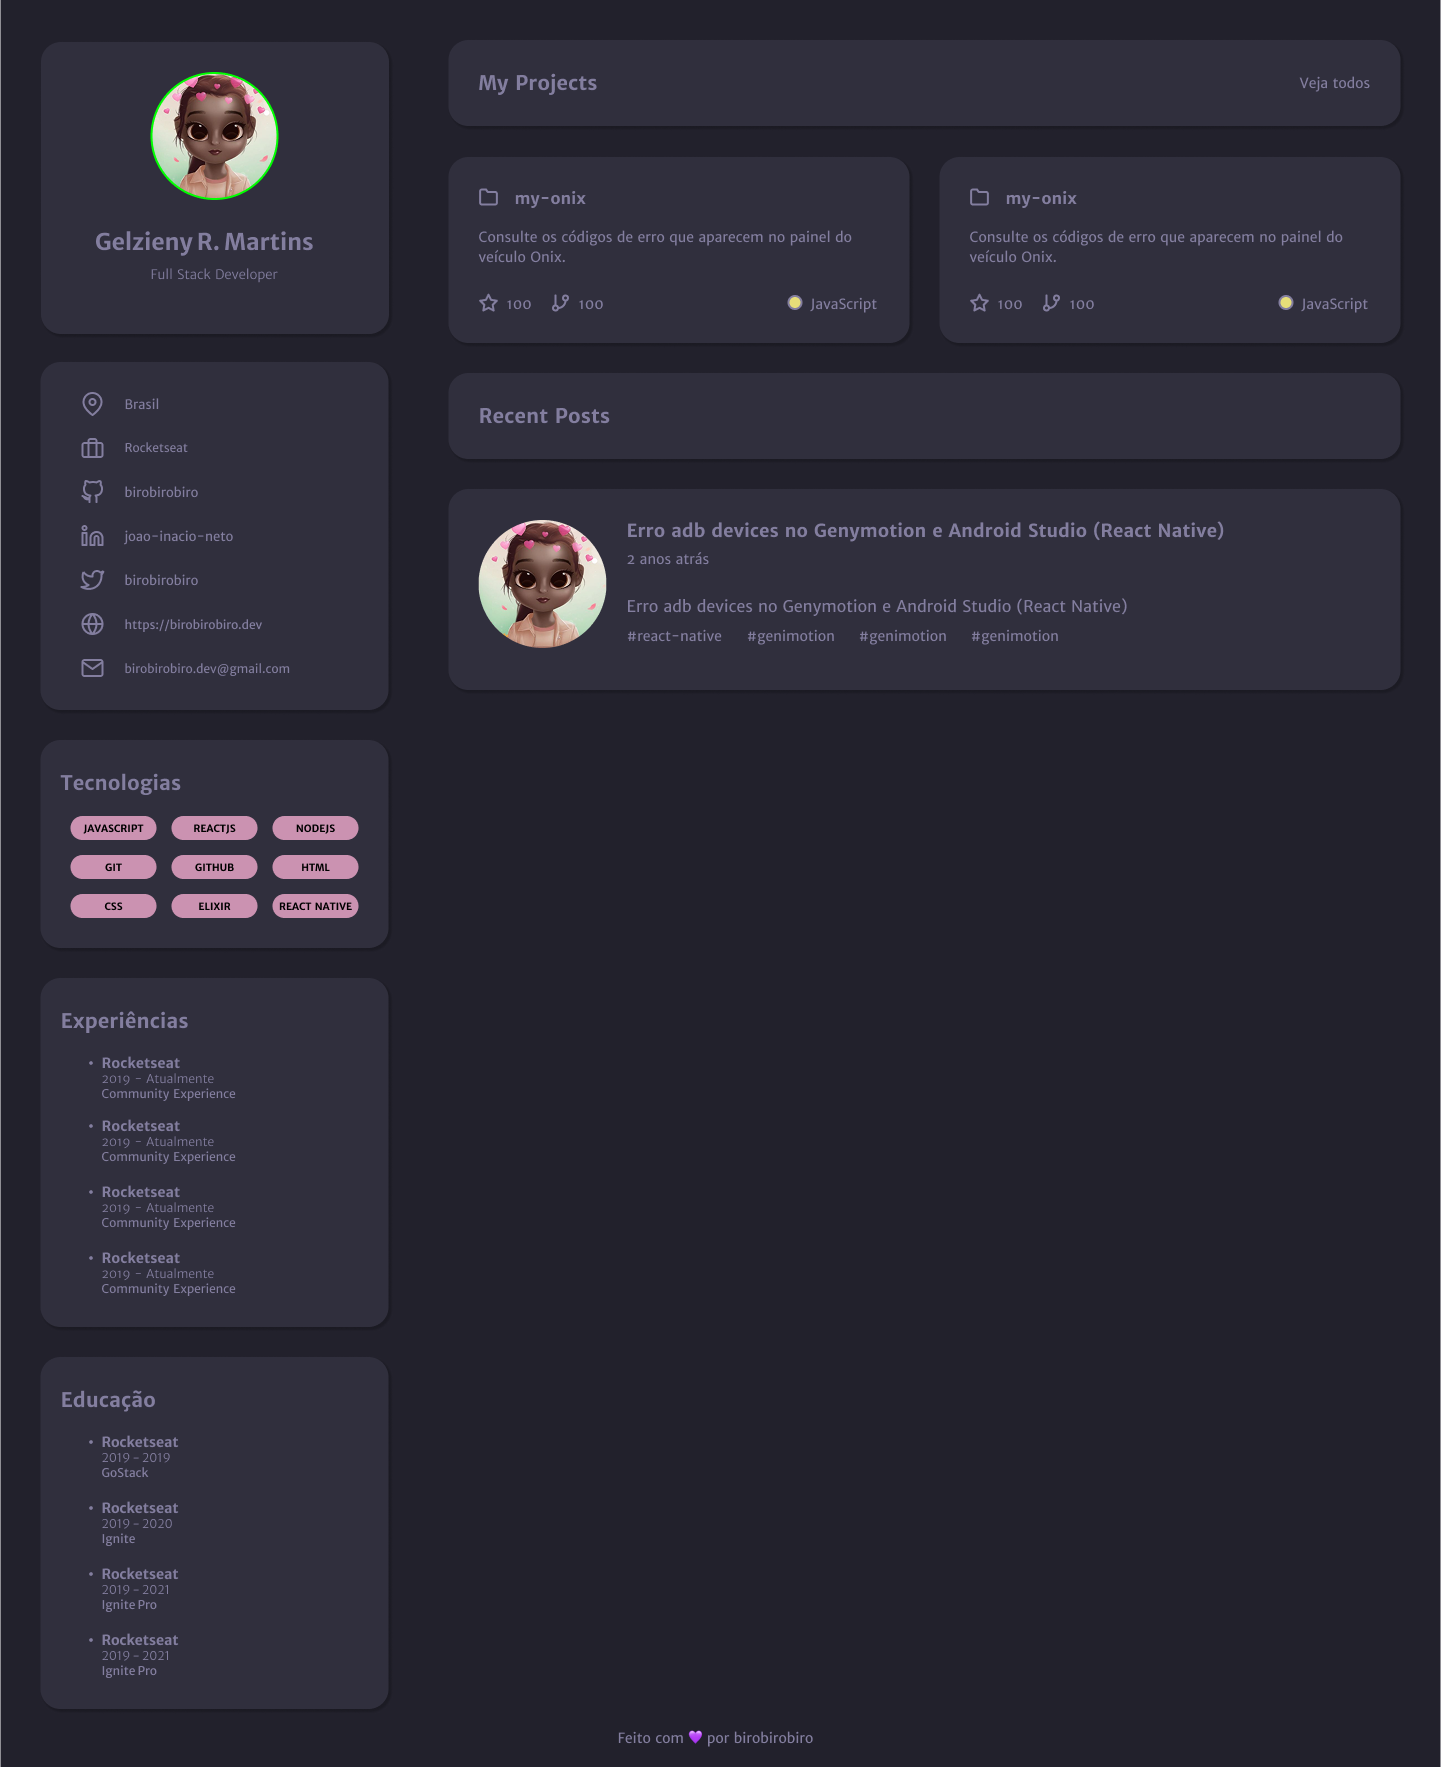 Gelzieny R. Martins
Full Stack Developer
Brasil
Rocketseat
birobirobiro
joao-inacio-neto
birobirobiro
https://birobirobiro.dev
birobirobiro.dev@gmail.com
Tecnologias
JAVASCRIPT REACTJS NODEJS
GIT GITHUB HTML
CSS ELIXIR REACT NATIVE
Experiências
• Rocketseat
2019 - Atualmente
Community Experience
• Rocketseat
2019 - Atualmente
Community Experience
• Rocketseat
2019 - Atualmente
Community Experience
• Rocketseat
2019 - Atualmente
Community Experience
Educação
• Rocketseat
2019 - 2019
GoStack
• Rocketseat
2019 - 2020
Ignite
• Rocketseat
2019 - 2021
Ignite Pro
• Rocketseat
2019 - 2021
Ignite Pro
My Projects Veja todos
my-onix
Consulte os códigos de erro que aparecem no painel do
veículo Onix.
100 100 JavaScript
my-onix
Consulte os códigos de erro que aparecem no painel do
veículo Onix.
100 100 JavaScript
Recent Posts
Erro adb devices no Genymotion e Android Studio (React Native)
2 anos atrás
Erro adb devices no Genymotion e Android Studio (React Native)
#react-native #genimotion #genimotion #genimotion
Feito com 💜 por birobirobiro